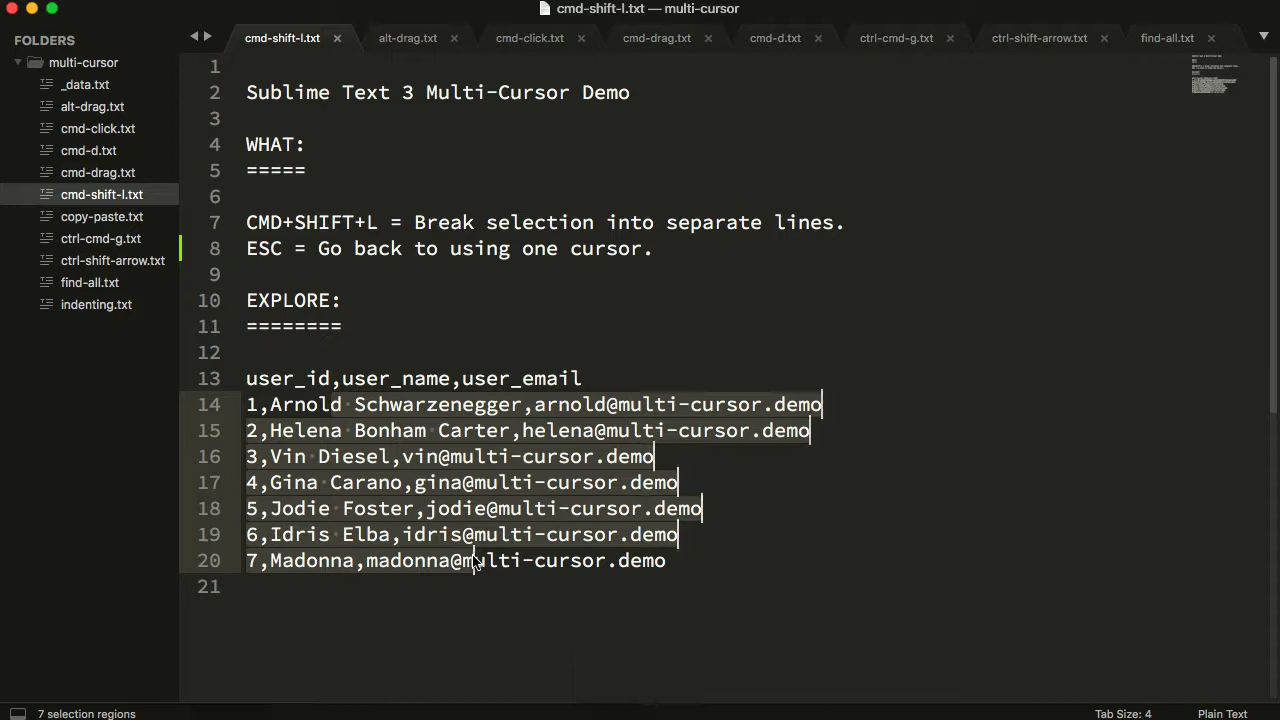 cmd-shift-l.txt — multi-cursor
FOLDERS
multi-cursor
_data.txt
alt-drag.txt
cmd-click.txt
cmd-d.txt
cmd-drag.txt
cmd-shift-l.txt
copy-paste.txt
ctrl-cmd-g.txt
ctrl-shift-arrow.txt
find-all.txt
indenting.txt
cmd-shift-l.txt alt-drag.txt cmd-click.txt cmd-drag.txt cmd-d.txt ctrl-cmd-g.txt ctrl-shift-arrow.txt find-all.txt
1
2 Sublime Text 3 Multi-Cursor Demo
3
4 WHAT:
5 =====
6
7 CMD+SHIFT+L = Break selection into separate lines.
8 ESC = Go back to using one cursor.
9
10 EXPLORE:
11 ========
12
13 user_id,user_name,user_email
14 1,Arnold Schwarzenegger,arnold@multi-cursor.demo
15 2,Helena Bonham Carter,helena@multi-cursor.demo
16 3,Vin Diesel,vin@multi-cursor.demo
17 4,Gina Carano,gina@multi-cursor.demo
18 5,Jodie Foster,jodie@multi-cursor.demo
19 6,Idris Elba,idris@multi-cursor.demo
20 7,Madonna,madonna@multi-cursor.demo
21
7 selection regions Tab Size: 4 Plain Text